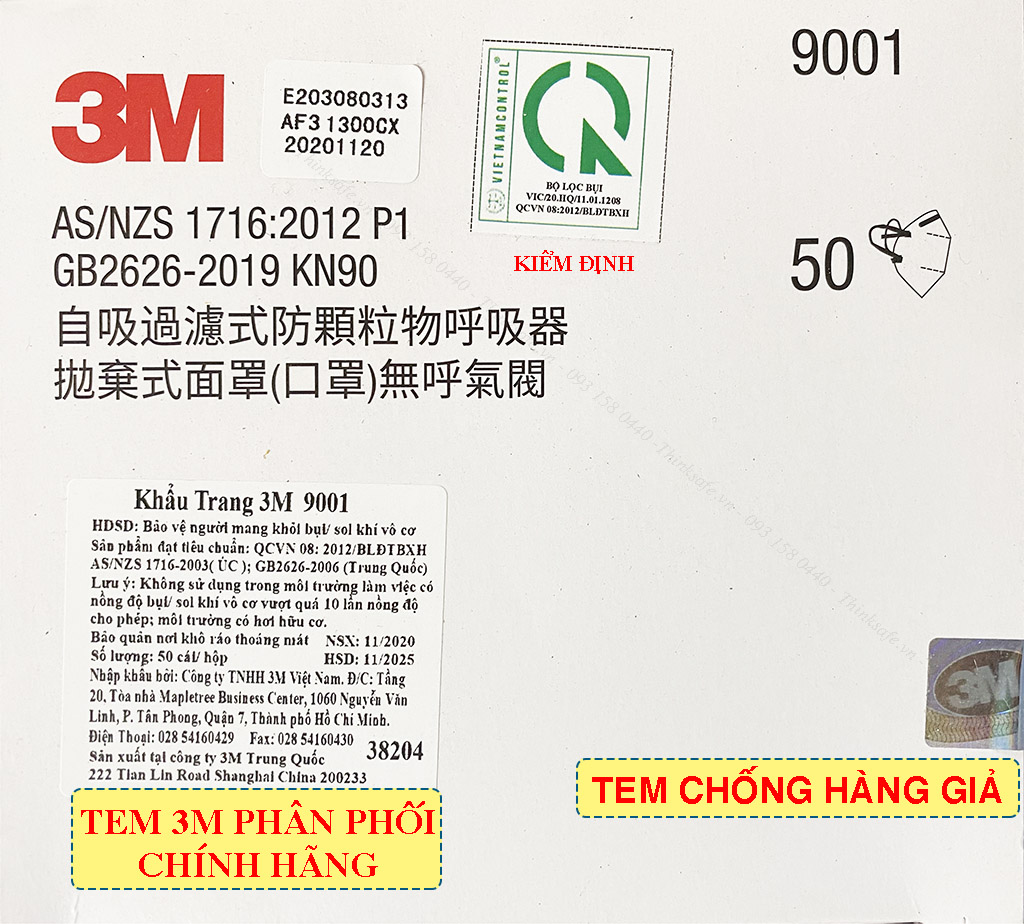 3M
E203080313
AF3 1300CX
20201120
VIETNAMCONTROL®
BỘ LỌC BỤI
VIC/20.HQ/11.01.1208
QCVN 08:2012/BLĐTBXH
KIỂM ĐỊNH
9001
AS/NZS 1716:2012 P1
GB2626-2019 KN90
50
自吸過濾式防顆粒物呼吸器
拋棄式面罩(口罩)無呼氣閥
Khẩu Trang 3M 9001
HDSD: Bảo vệ người mang khỏi bụi/ sol khí vô cơ
Sản phẩm đạt tiêu chuẩn: QCVN 08: 2012/BLĐTBXH
AS/NZS 1716-2003( ÚC ); GB2626-2006 (Trung Quốc)
Lưu ý: Không sử dụng trong môi trường làm việc có
nồng độ bụi/ sol khí vô cơ vượt quá 10 lần nồng độ
cho phép; môi trường có hơi hữu cơ.
Bảo quản nơi khô ráo thoáng mát NSX: 11/2020
Số lượng: 50 cái/ hộp HSD: 11/2025
Nhập khẩu bởi: Công ty TNHH 3M Việt Nam. Đ/C: Tầng
20, Tòa nhà Mapletree Business Center, 1060 Nguyễn Văn
Linh, P. Tân Phong, Quận 7, Thành phố Hồ Chí Minh.
Điện Thoại: 028 54160429 Fax: 028 54160430
Sản xuất tại công ty 3M Trung Quốc 38204
222 Tian Lin Road Shanghai China 200233
3M
TEM 3M PHÂN PHỐI
CHÍNH HÃNG
TEM CHỐNG HÀNG GIẢ
093 158 0440 - Thinksafe.vn - 093 158 0440 - Thinksafe.vn